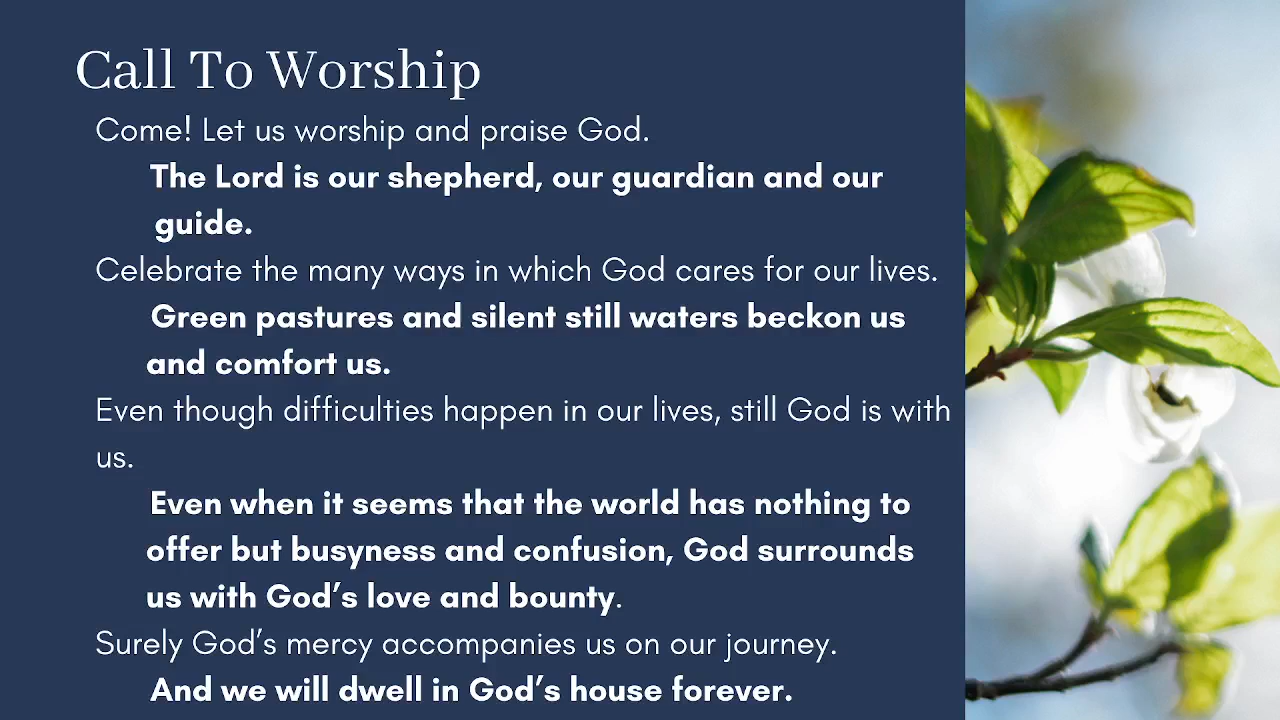 Call To Worship
Come! Let us worship and praise God.
The Lord is our shepherd, our guardian and our
guide.
Celebrate the many ways in which God cares for our lives.
Green pastures and silent still waters beckon us
and comfort us.
Even though difficulties happen in our lives, still God is with
us.
Even when it seems that the world has nothing to
offer but busyness and confusion, God surrounds
us with God’s love and bounty.
Surely God’s mercy accompanies us on our journey.
And we will dwell in God’s house forever.